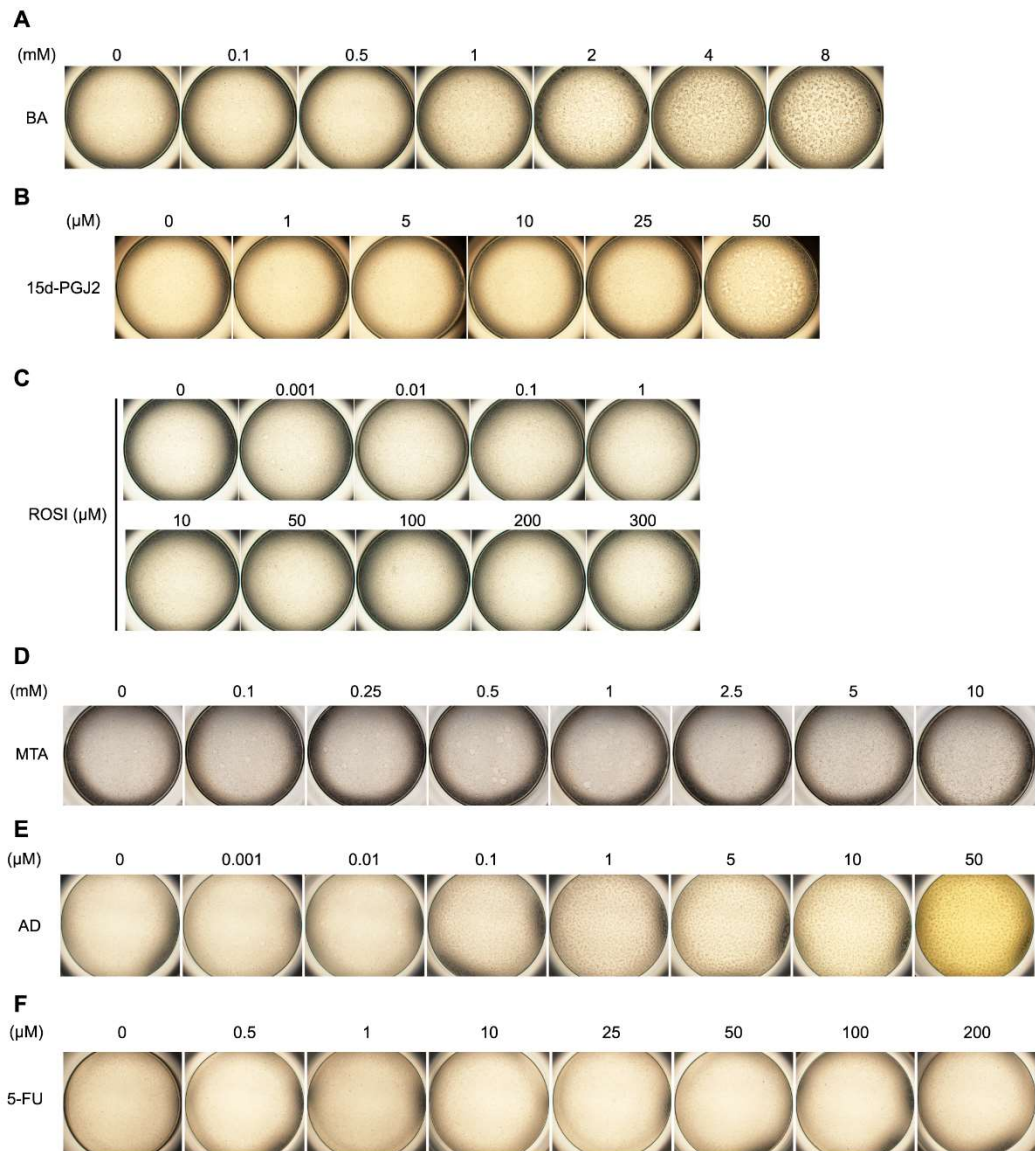 A
(mM) 0 0.1 0.5 1 2 4 8
BA
B
(µM) 0 1 5 10 25 50
15d-PGJ2
C
0 0.001 0.01 0.1 1
ROSI (µM)
10 50 100 200 300
D
(mM) 0 0.1 0.25 0.5 1 2.5 5 10
MTA
E
(µM) 0 0.001 0.01 0.1 1 5 10 50
AD
F
(µM) 0 0.5 1 10 25 50 100 200
5-FU